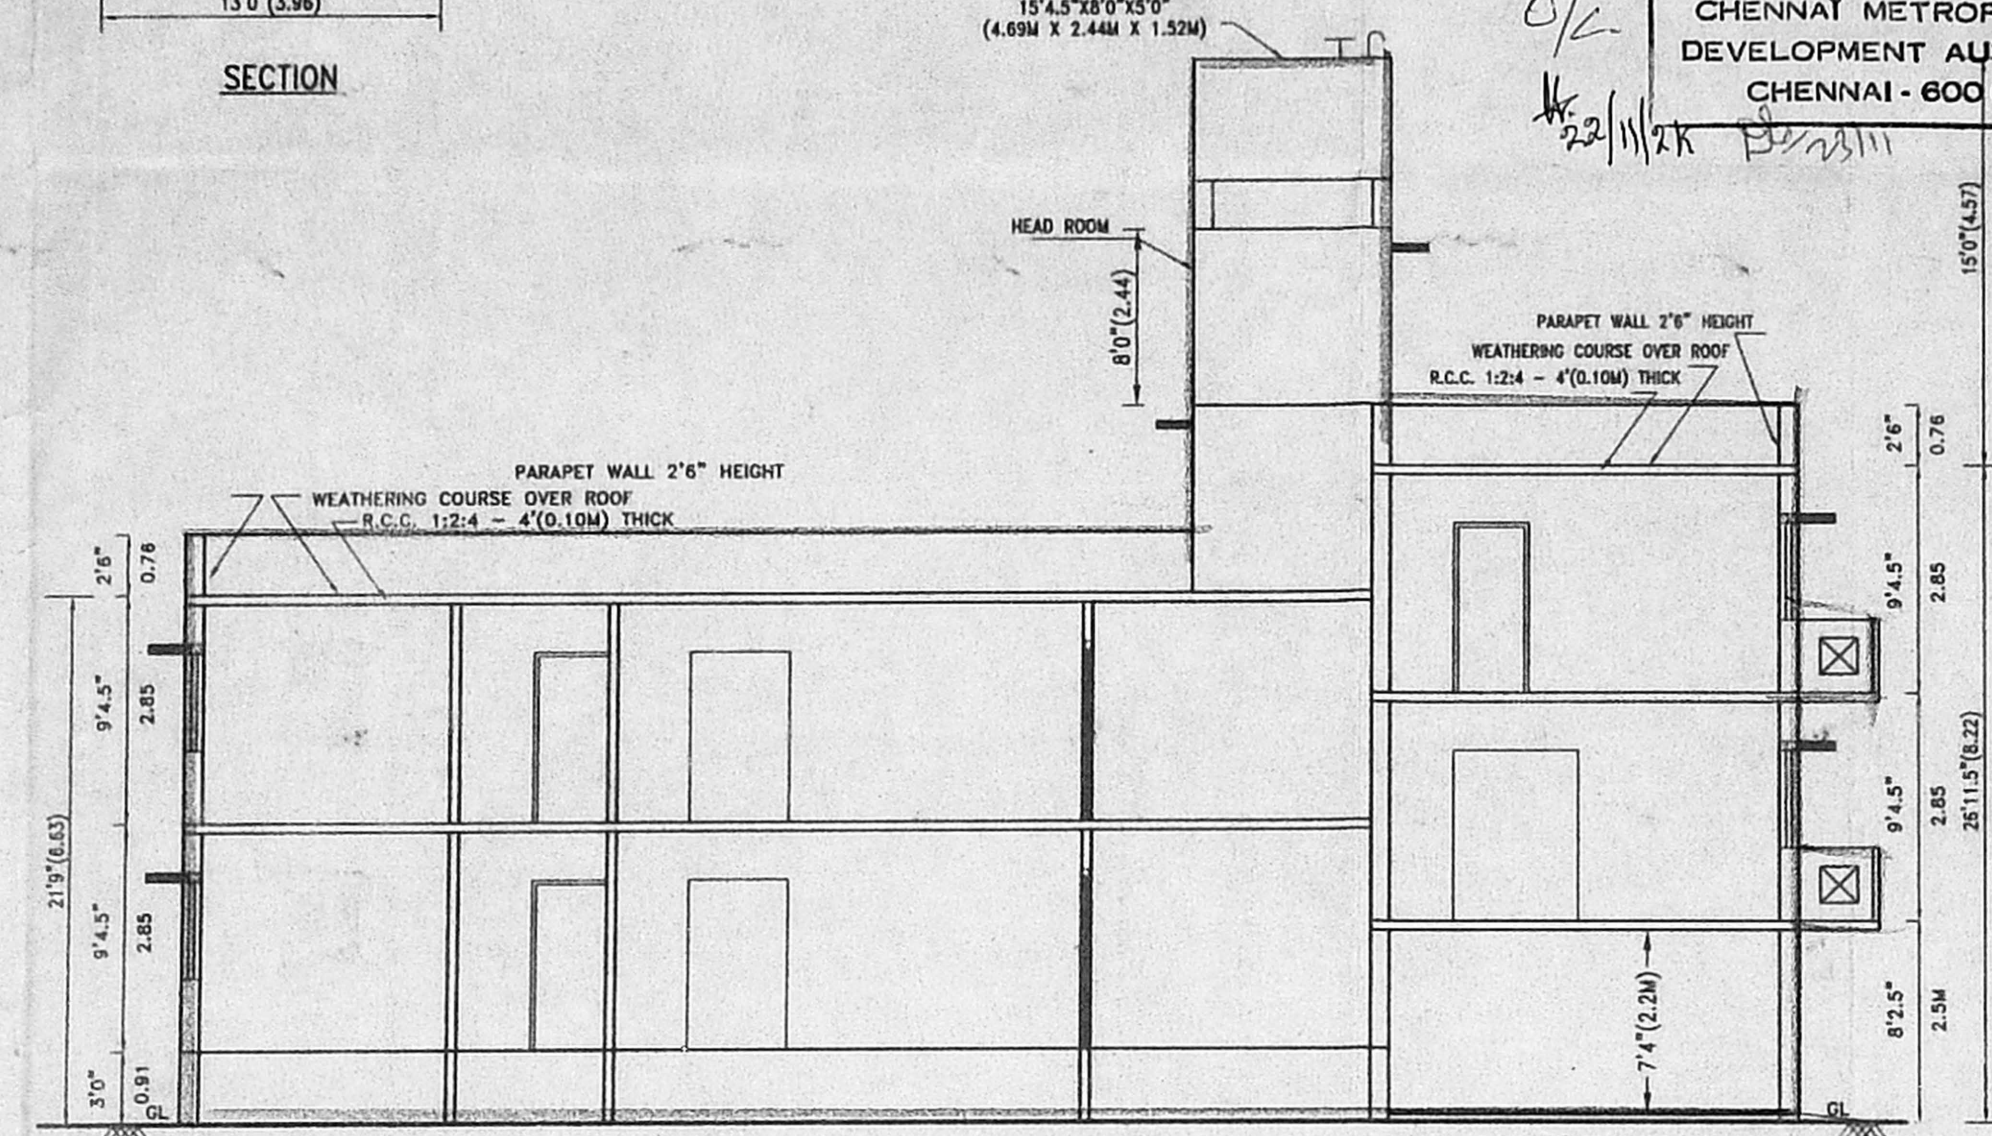 13'0"(3.96)
SECTION
15'4.5"X8'0"X5'0"
(4.69M X 2.44M X 1.52M)
CHENNAI METROP
DEVELOPMENT AU
CHENNAI - 600
22/11/2K
23/11
HEAD ROOM
8'0"(2.44)
15'0"(4.57)
PARAPET WALL 2'6" HEIGHT
WEATHERING COURSE OVER ROOF
R.C.C. 1:2:4 - 4'(0.10M) THICK
PARAPET WALL 2'6" HEIGHT
WEATHERING COURSE OVER ROOF
R.C.C. 1:2:4 - 4'(0.10M) THICK
2'6" 0.76
9'4.5" 2.85
9'4.5" 2.85
3'0" 0.91
21'9"(6.63)
GL
2'6" 0.76
9'4.5" 2.85
9'4.5" 2.85
8'2.5" 2.5M
26'11.5"(8.22)
7'4"(2.2M)
GL